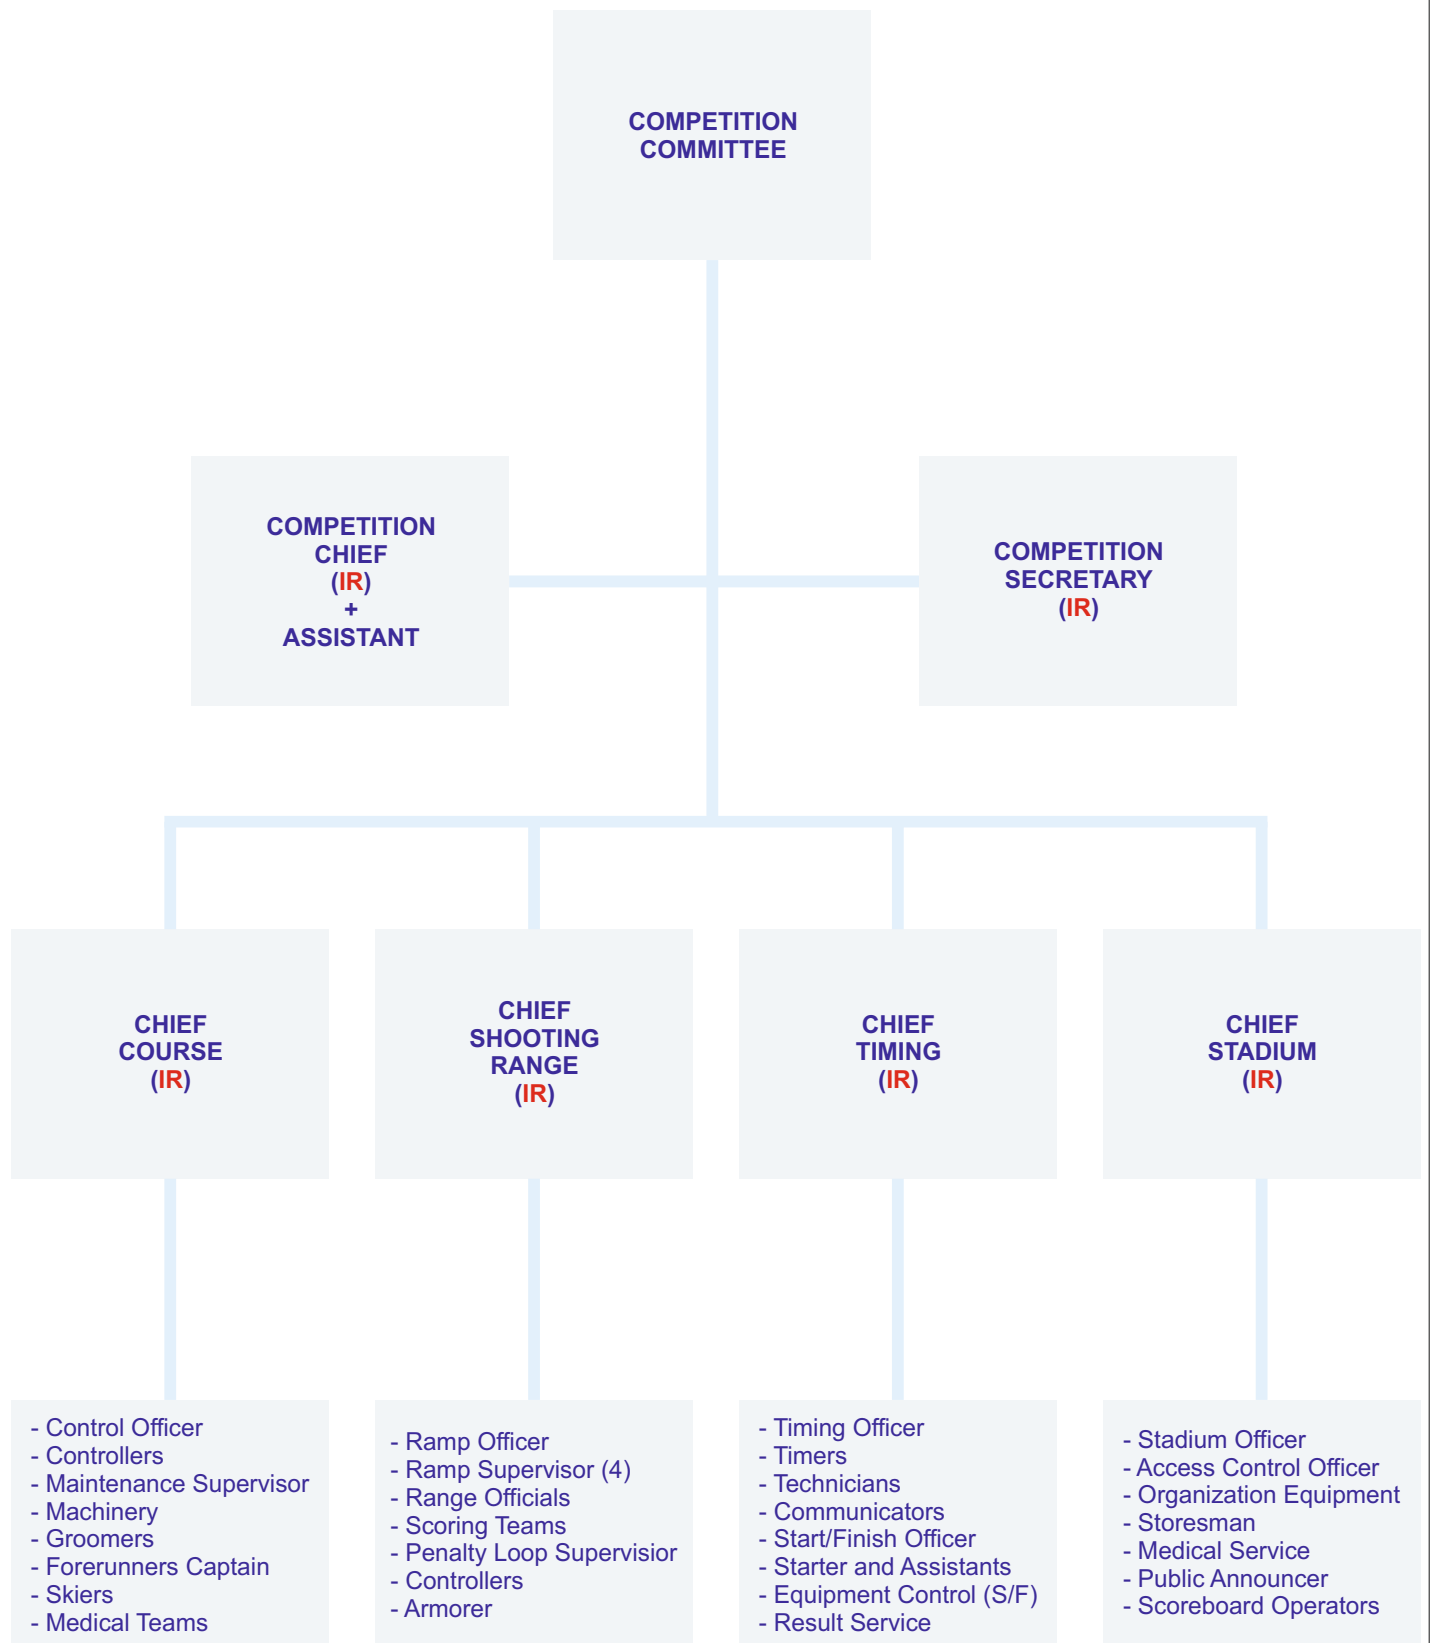 COMPETITION
COMMITTEE
COMPETITION
CHIEF
(IR)
+
ASSISTANT
COMPETITION
SECRETARY
(IR)
CHIEF
COURSE
(IR)
CHIEF
SHOOTING
RANGE
(IR)
CHIEF
TIMING
(IR)
CHIEF
STADIUM
(IR)
- Control Officer
- Controllers
- Maintenance Supervisor
- Machinery
- Groomers
- Forerunners Captain
- Skiers
- Medical Teams
- Ramp Officer
- Ramp Supervisor (4)
- Range Officials
- Scoring Teams
- Penalty Loop Supervisior
- Controllers
- Armorer
- Timing Officer
- Timers
- Technicians
- Communicators
- Start/Finish Officer
- Starter and Assistants
- Equipment Control (S/F)
- Result Service
- Stadium Officer
- Access Control Officer
- Organization Equipment
- Storesman
- Medical Service
- Public Announcer
- Scoreboard Operators